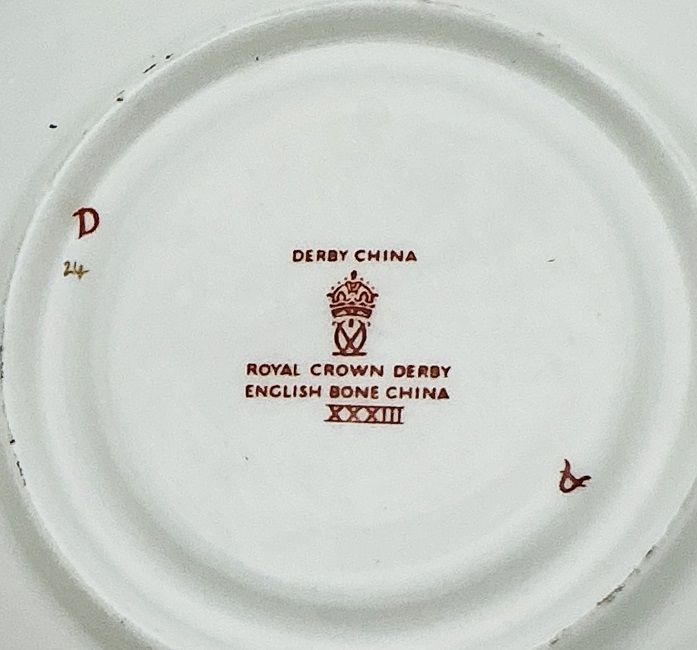 DERBY CHINA
D
24
ROYAL CROWN DERBY
ENGLISH BONE CHINA
XXXIII